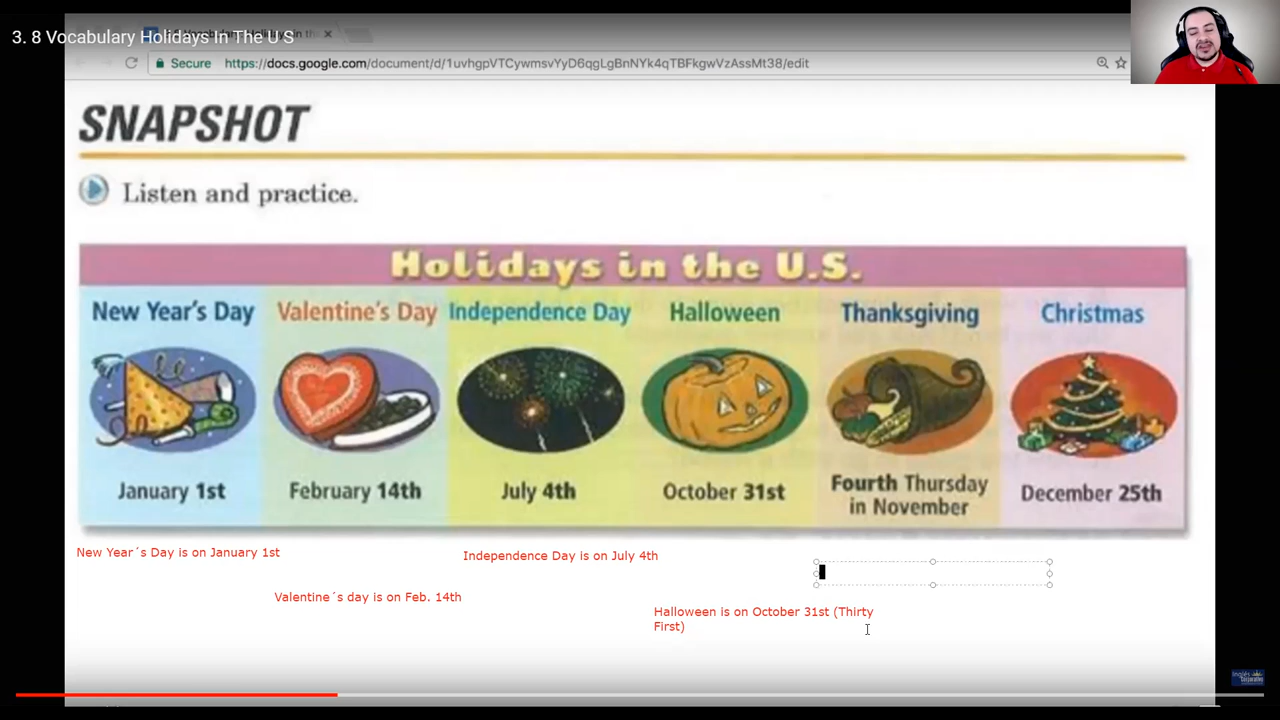 3. 8 Vocabulary Holidays In The U S
Secure https://docs.google.com/document/d/1uvhgpVTCywmsvYyD6qgLgBnNYk4qTBFkgwVzAssMt38/edit
SNAPSHOT
Listen and practice.
Holidays in the U.S.
New Year's Day Valentine's Day Independence Day Halloween Thanksgiving Christmas
January 1st February 14th July 4th October 31st Fourth Thursday December 25th
in November
New Year´s Day is on January 1st
Independence Day is on July 4th
Valentine´s day is on Feb. 14th
Halloween is on October 31st (Thirty
First)